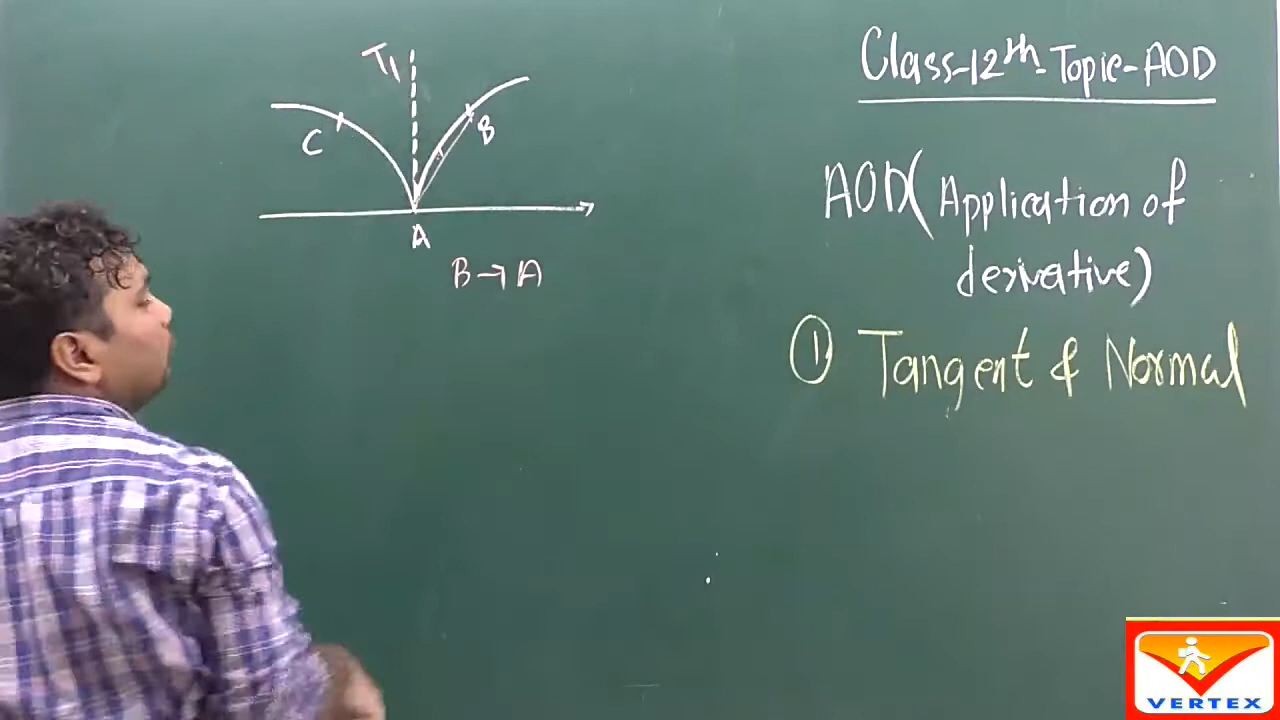 T1
C
B
A
B→A
Class-12th-Topic-AOD
AOD(Application of
derivative)
① Tangent & Normal
VERTEX